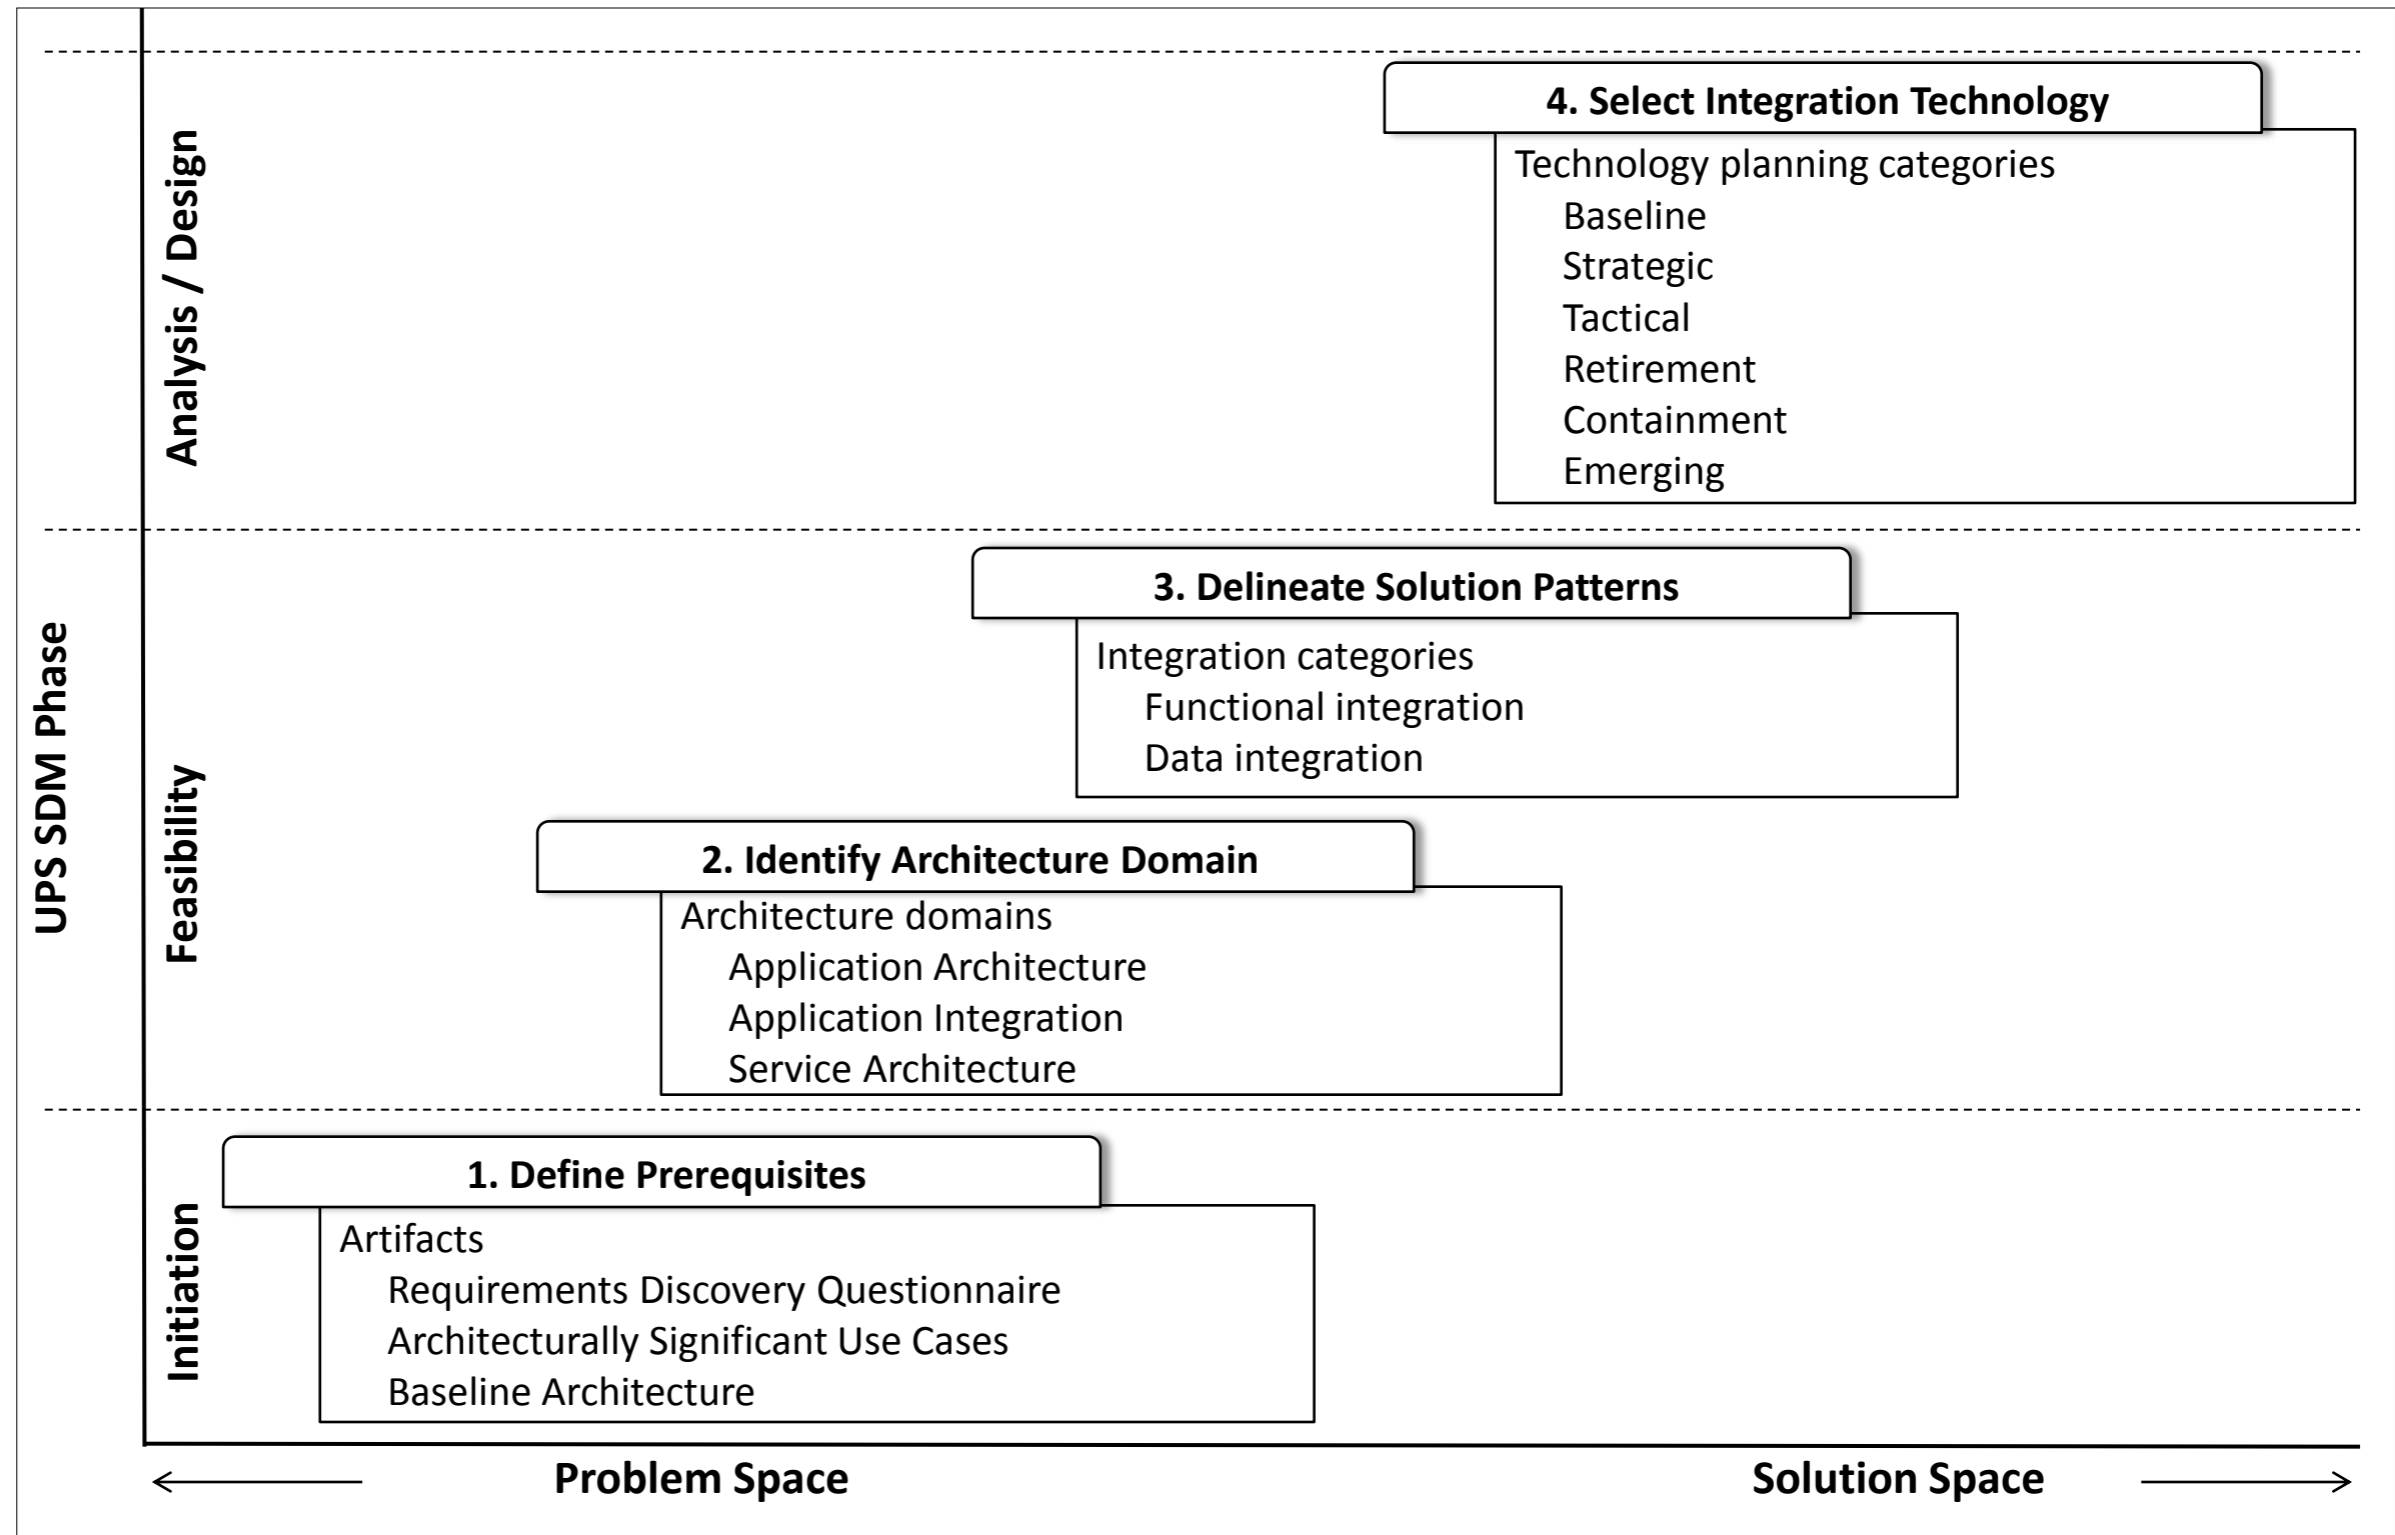 UPS SDM Phase
Analysis / Design
4. Select Integration Technology
Technology planning categories
Baseline
Strategic
Tactical
Retirement
Containment
Emerging
Feasibility
3. Delineate Solution Patterns
Integration categories
Functional integration
Data integration
2. Identify Architecture Domain
Architecture domains
Application Architecture
Application Integration
Service Architecture
Initiation
1. Define Prerequisites
Artifacts
Requirements Discovery Questionnaire
Architecturally Significant Use Cases
Baseline Architecture
Problem Space
Solution Space